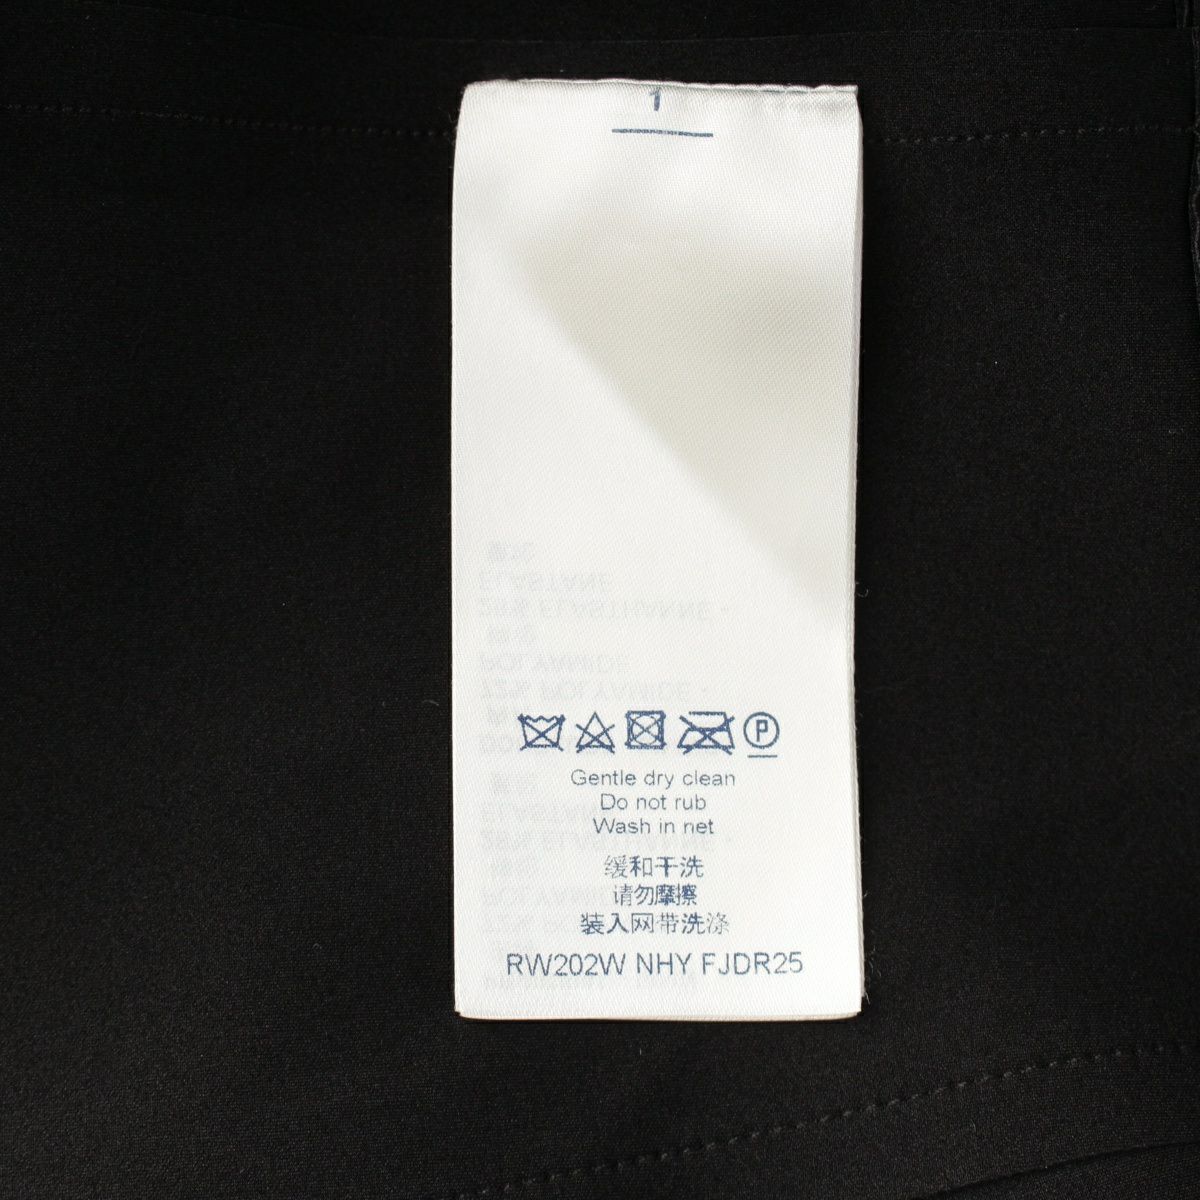 1
P
Gentle dry clean
Do not rub
Wash in net
缓和干洗
请勿摩擦
装入网带洗涤
RW202W NHY FJDR25